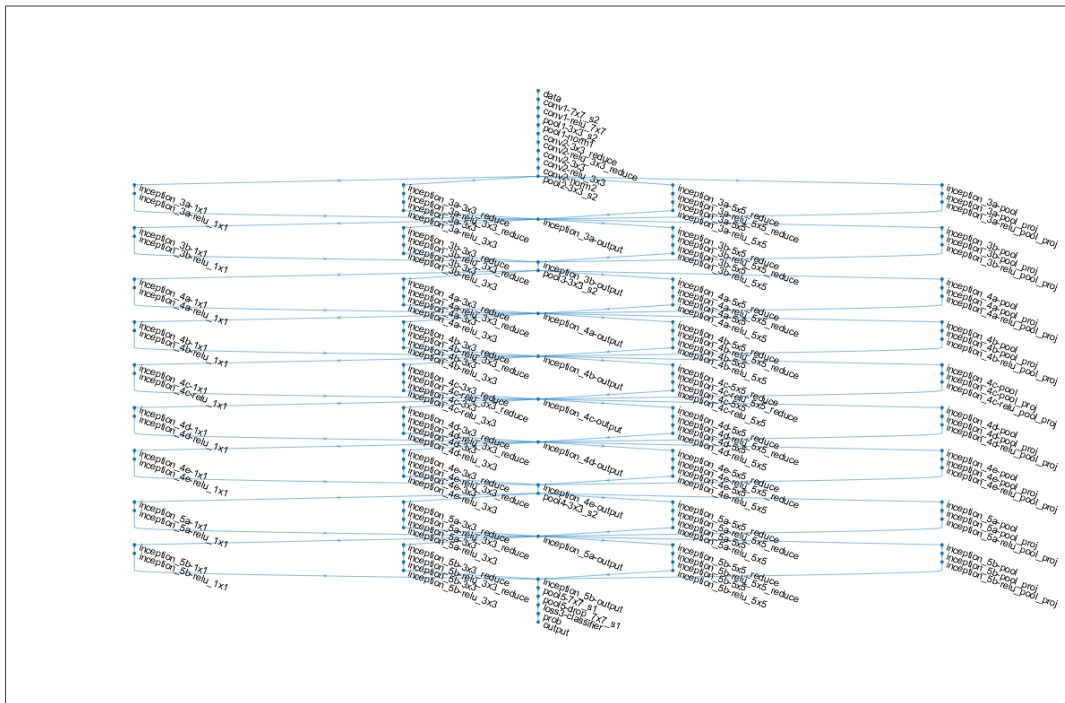 data
conv1-7x7_s2
conv1-relu_7x7
pool1-3x3_s2
pool1-norm1
conv2-3x3_reduce
conv2-relu_3x3_reduce
conv2-3x3
conv2-relu_3x3
conv2-norm2
pool2-3x3_s2
inception_3a-1x1
inception_3a-relu_1x1
inception_3a-3x3_reduce
inception_3a-relu_3x3_reduce
inception_3a-3x3
inception_3a-relu_3x3
inception_3a-5x5_reduce
inception_3a-relu_5x5_reduce
inception_3a-5x5
inception_3a-relu_5x5
inception_3a-pool
inception_3a-pool_proj
inception_3a-relu_pool_proj
inception_3a-output
inception_3b-1x1
inception_3b-relu_1x1
inception_3b-3x3_reduce
inception_3b-relu_3x3_reduce
inception_3b-3x3
inception_3b-relu_3x3
inception_3b-5x5_reduce
inception_3b-relu_5x5_reduce
inception_3b-5x5
inception_3b-relu_5x5
inception_3b-pool
inception_3b-pool_proj
inception_3b-relu_pool_proj
inception_3b-output
pool3-3x3_s2
inception_4a-1x1
inception_4a-relu_1x1
inception_4a-3x3_reduce
inception_4a-relu_3x3_reduce
inception_4a-3x3
inception_4a-relu_3x3
inception_4a-5x5_reduce
inception_4a-relu_5x5_reduce
inception_4a-5x5
inception_4a-relu_5x5
inception_4a-pool
inception_4a-pool_proj
inception_4a-relu_pool_proj
inception_4a-output
inception_4b-1x1
inception_4b-relu_1x1
inception_4b-3x3_reduce
inception_4b-relu_3x3_reduce
inception_4b-3x3
inception_4b-relu_3x3
inception_4b-5x5_reduce
inception_4b-relu_5x5_reduce
inception_4b-5x5
inception_4b-relu_5x5
inception_4b-pool
inception_4b-pool_proj
inception_4b-relu_pool_proj
inception_4b-output
inception_4c-1x1
inception_4c-relu_1x1
inception_4c-3x3_reduce
inception_4c-relu_3x3_reduce
inception_4c-3x3
inception_4c-relu_3x3
inception_4c-5x5_reduce
inception_4c-relu_5x5_reduce
inception_4c-5x5
inception_4c-relu_5x5
inception_4c-pool
inception_4c-pool_proj
inception_4c-relu_pool_proj
inception_4c-output
inception_4d-1x1
inception_4d-relu_1x1
inception_4d-3x3_reduce
inception_4d-relu_3x3_reduce
inception_4d-3x3
inception_4d-relu_3x3
inception_4d-5x5_reduce
inception_4d-relu_5x5_reduce
inception_4d-5x5
inception_4d-relu_5x5
inception_4d-pool
inception_4d-pool_proj
inception_4d-relu_pool_proj
inception_4d-output
inception_4e-1x1
inception_4e-relu_1x1
inception_4e-3x3_reduce
inception_4e-relu_3x3_reduce
inception_4e-3x3
inception_4e-relu_3x3
inception_4e-5x5_reduce
inception_4e-relu_5x5_reduce
inception_4e-5x5
inception_4e-relu_5x5
inception_4e-pool
inception_4e-pool_proj
inception_4e-relu_pool_proj
inception_4e-output
pool4-3x3_s2
inception_5a-1x1
inception_5a-relu_1x1
inception_5a-3x3_reduce
inception_5a-relu_3x3_reduce
inception_5a-3x3
inception_5a-relu_3x3
inception_5a-5x5_reduce
inception_5a-relu_5x5_reduce
inception_5a-5x5
inception_5a-relu_5x5
inception_5a-pool
inception_5a-pool_proj
inception_5a-relu_pool_proj
inception_5a-output
inception_5b-1x1
inception_5b-relu_1x1
inception_5b-3x3_reduce
inception_5b-relu_3x3_reduce
inception_5b-3x3
inception_5b-relu_3x3
inception_5b-5x5_reduce
inception_5b-relu_5x5_reduce
inception_5b-5x5
inception_5b-relu_5x5
inception_5b-pool
inception_5b-pool_proj
inception_5b-relu_pool_proj
inception_5b-output
pool5-7x7_s1
pool5-drop_7x7_s1
loss3-classifier
prob
output